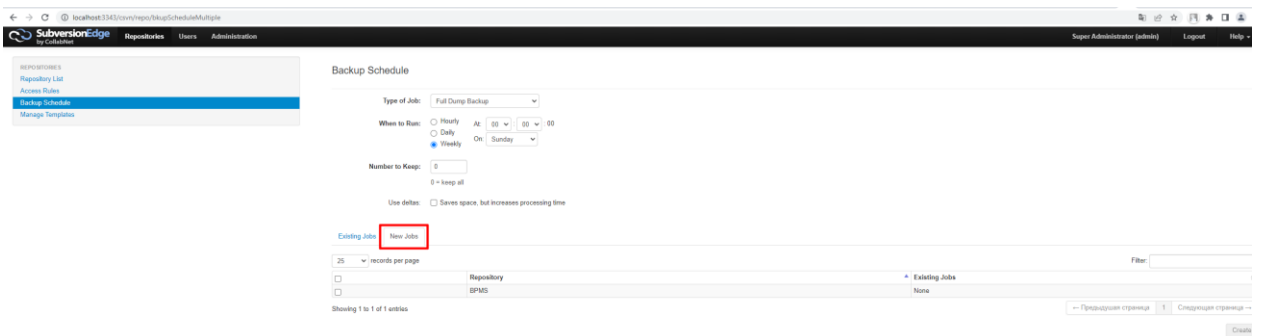 localhost:3343/csvn/repo/bkupScheduleMultiple
SubversionEdge Repositories Users Administration Super Administrator (admin) Logout Help
by CollabNet
REPOSITORIES
Repository List
Access Rules
Backup Schedule
Manage Templates
Backup Schedule
Type of Job: Full Dump Backup
When to Run: Hourly At: 00 : 00 00
Daily On: Sunday
Weekly
Number to Keep: 0
0 = keep all
Use deltas: Saves space, but increases processing time
Existing Jobs New Jobs
25 records per page Filter:
Repository Existing Jobs
BPMS None
Showing 1 to 1 of 1 entries ← Предыдущая страница 1 Следующая страница →
Create